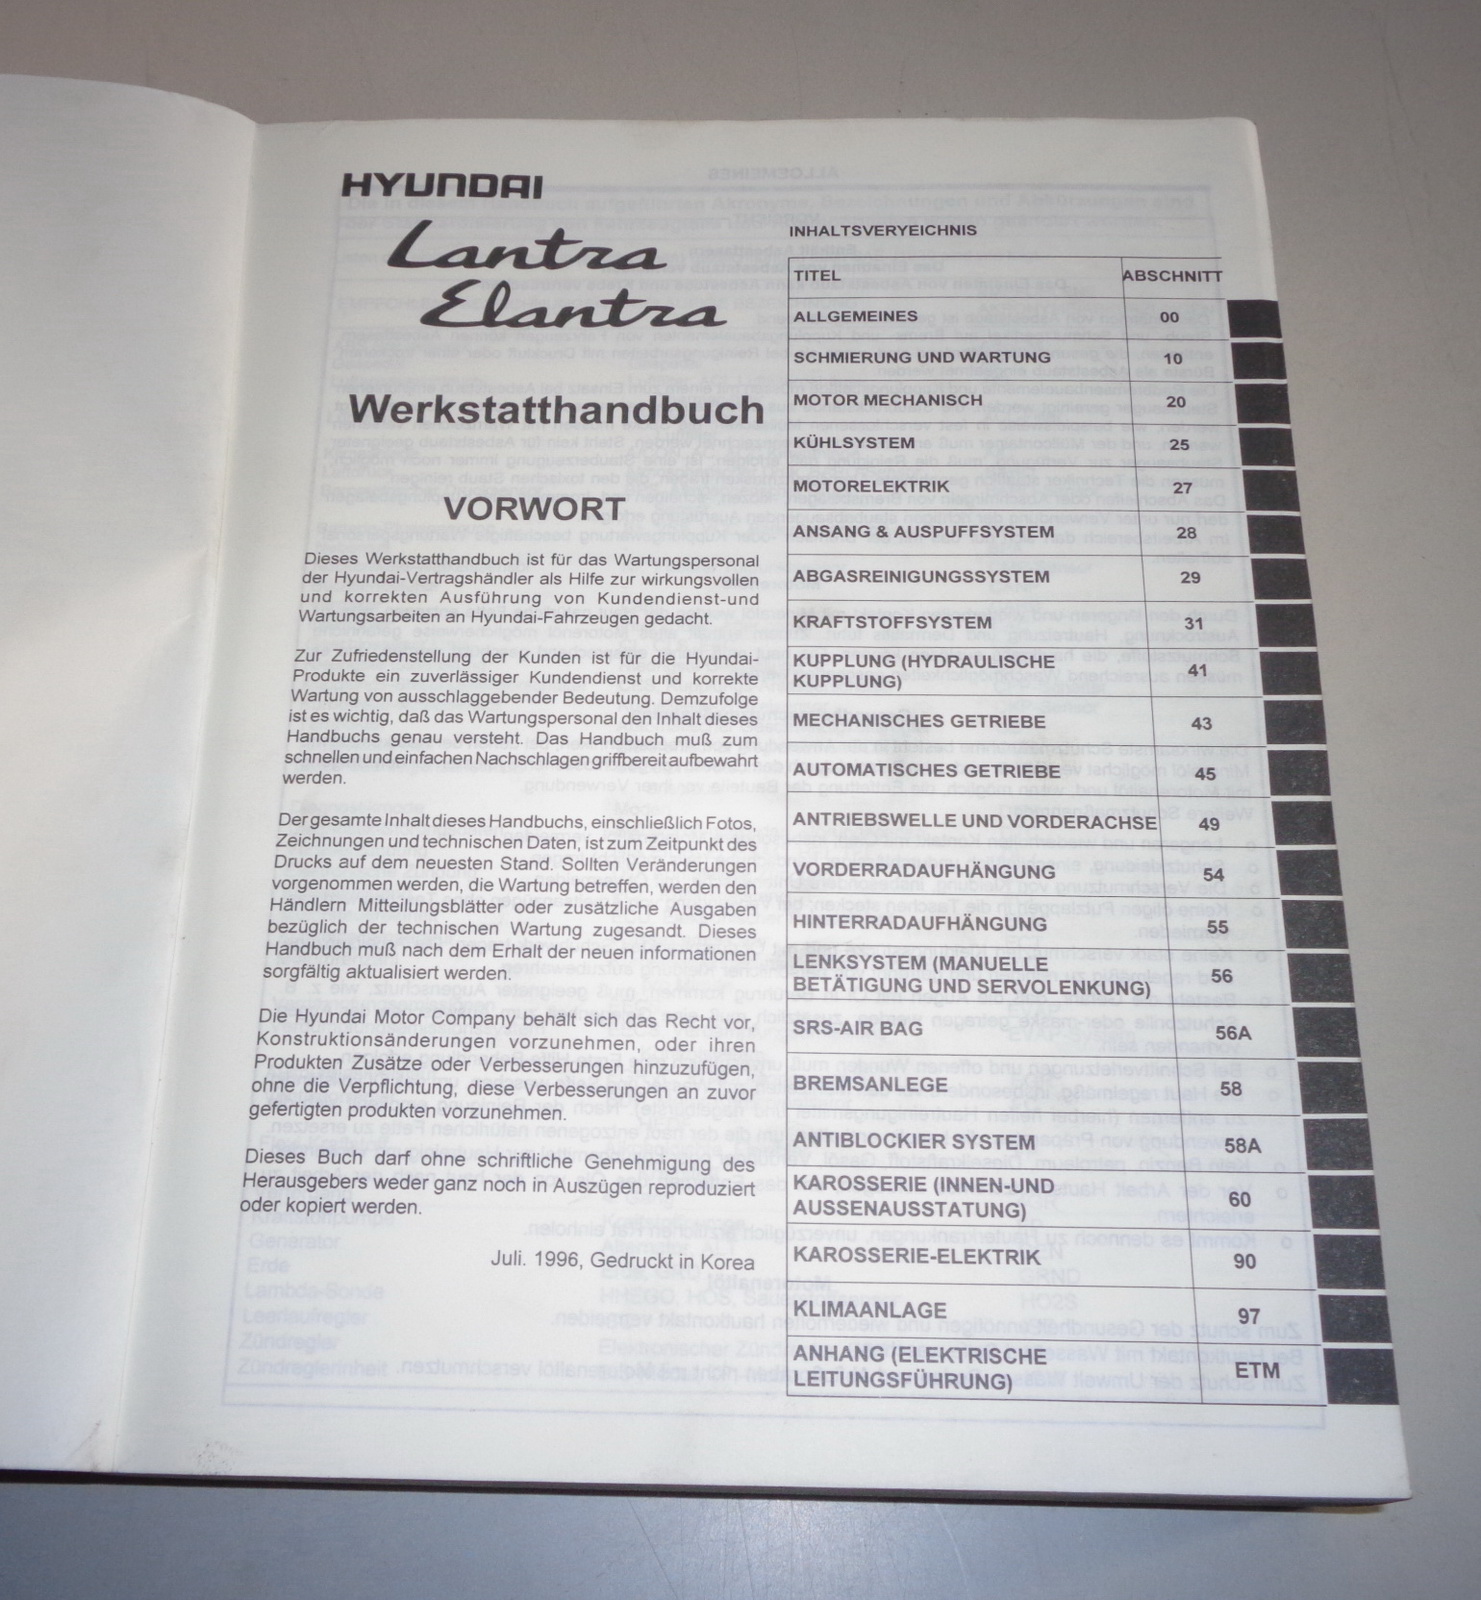 HYUNDAI
Lantra
Elantra
Werkstatthandbuch
VORWORT
Dieses Werkstatthandbuch ist für das Wartungspersonal
der Hyundai-Vertragshändler als Hilfe zur wirkungsvollen
und korrekten Ausführung von Kundendienst-und
Wartungsarbeiten an Hyundai-Fahrzeugen gedacht.
Zur Zufriedenstellung der Kunden ist für die Hyundai-
Produkte ein zuverlässiger Kundendienst und korrekte
Wartung von ausschlaggebender Bedeutung. Demzufolge
ist es wichtig, daß das Wartungspersonal den Inhalt dieses
Handbuchs genau versteht. Das Handbuch muß zum
schnellen und einfachen Nachschlagen griffbereit aufbewahrt
werden.
Der gesamte Inhalt dieses Handbuchs, einschließlich Fotos,
Zeichnungen und technischen Daten, ist zum Zeitpunkt des
Drucks auf dem neuesten Stand. Sollten Veränderungen
vorgenommen werden, die Wartung betreffen, werden den
Händlern Mitteilungsblätter oder zusätzliche Ausgaben
bezüglich der technischen Wartung zugesandt. Dieses
Handbuch muß nach dem Erhalt der neuen informationen
sorgfältig aktualisiert werden.
Die Hyundai Motor Company behält sich das Recht vor,
Konstruktionsänderungen vorzunehmen, oder ihren
Produkten Zusätze oder Verbesserungen hinzuzufügen,
ohne die Verpflichtung, diese Verbesserungen an zuvor
gefertigten produkten vorzunehmen.
Dieses Buch darf ohne schriftliche Genehmigung des
Herausgebers weder ganz noch in Auszügen reproduziert
oder kopiert werden.
Juli. 1996, Gedruckt in Korea
INHALTSVERYEICHNIS
TITEL ABSCHNITT
ALLGEMEINES 00
SCHMIERUNG UND WARTUNG 10
MOTOR MECHANISCH 20
KÜHLSYSTEM 25
MOTORELEKTRIK 27
ANSANG & AUSPUFFSYSTEM 28
ABGASREINIGUNGSSYSTEM 29
KRAFTSTOFFSYSTEM 31
KUPPLUNG (HYDRAULISCHE
KUPPLUNG) 41
MECHANISCHES GETRIEBE 43
AUTOMATISCHES GETRIEBE 45
ANTRIEBSWELLE UND VORDERACHSE 49
VORDERRADAUFHÄNGUNG 54
HINTERRADAUFHÄNGUNG 55
LENKSYSTEM (MANUELLE
BETÄTIGUNG UND SERVOLENKUNG) 56
SRS-AIR BAG 56A
BREMSANLEGE 58
ANTIBLOCKIER SYSTEM 58A
KAROSSERIE (INNEN-UND
AUSSENAUSSTATUNG) 60
KAROSSERIE-ELEKTRIK 90
KLIMAANLAGE 97
ANHANG (ELEKTRISCHE
LEITUNGSFÜHRUNG) ETM